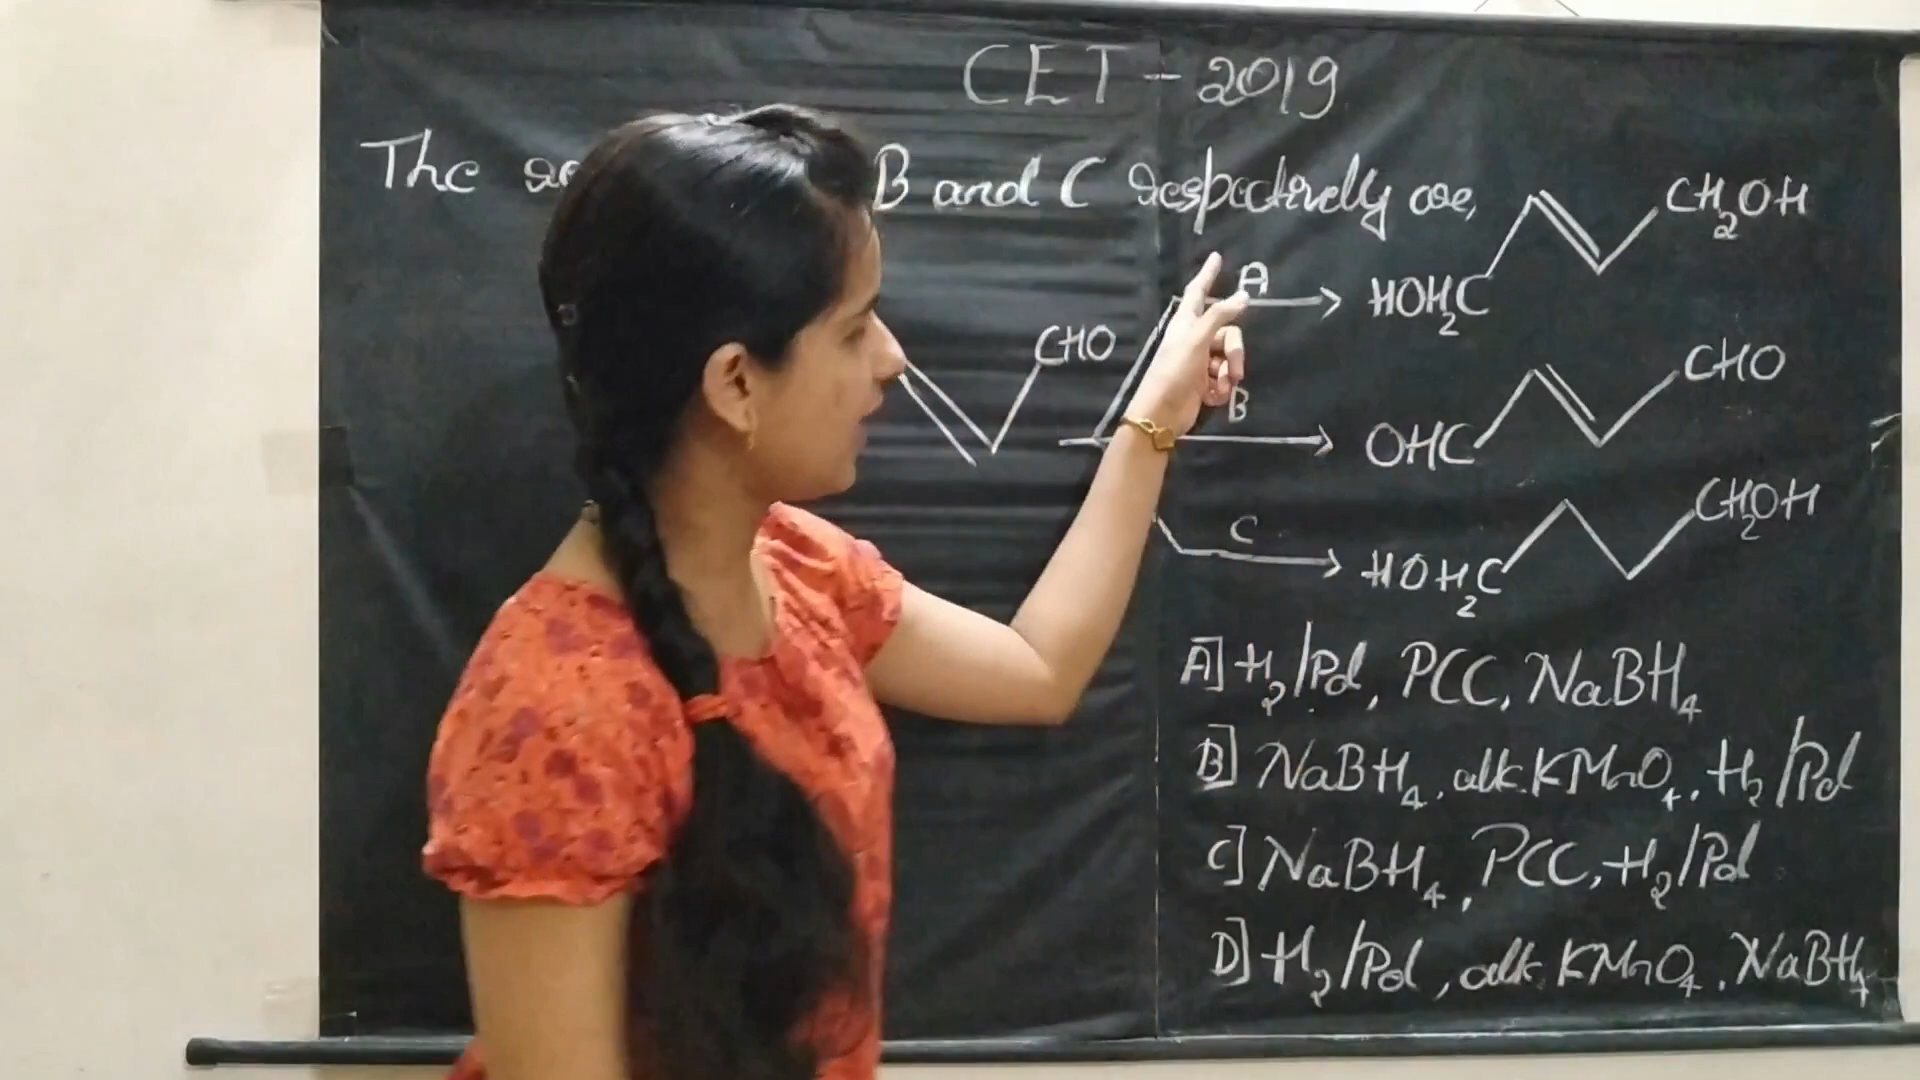 CET - 2019
The B and C respectively are,
CH2OH
A
HOH2C
CHO
CHO
B
OHC
CH2OH
C
HOH2C
A] H2/Pd, PCC, NaBH4
B] NaBH4, alk.KMnO4, H2/Pd
C] NaBH4, PCC, H2/Pd
D] H2/Pd, alk KMnO4, NaBH4